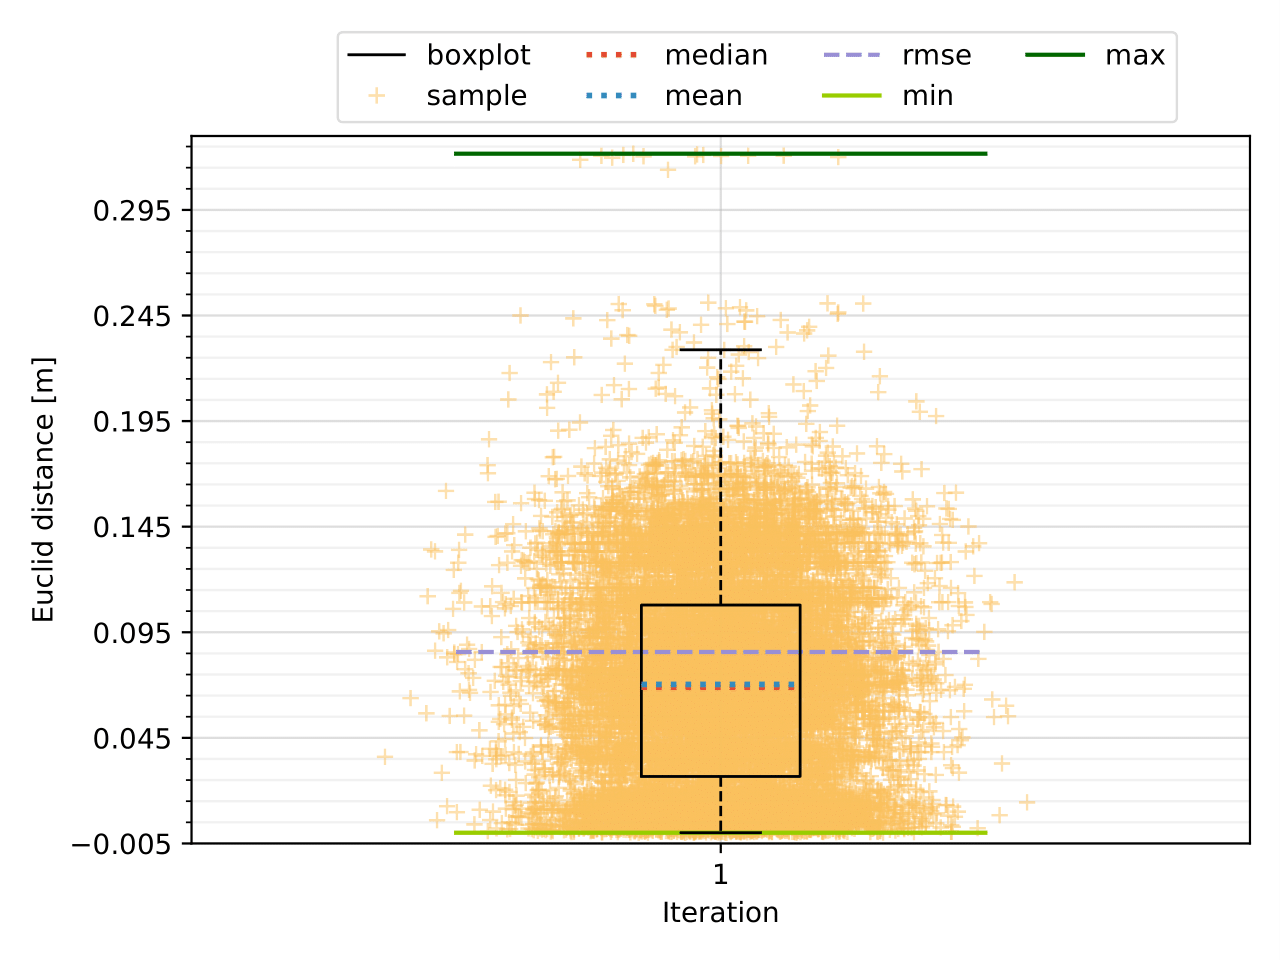 boxplot median rmse max
sample mean min
0.295
0.245
0.195
0.145
0.095
0.045
−0.005
Euclid distance [m]
1
Iteration